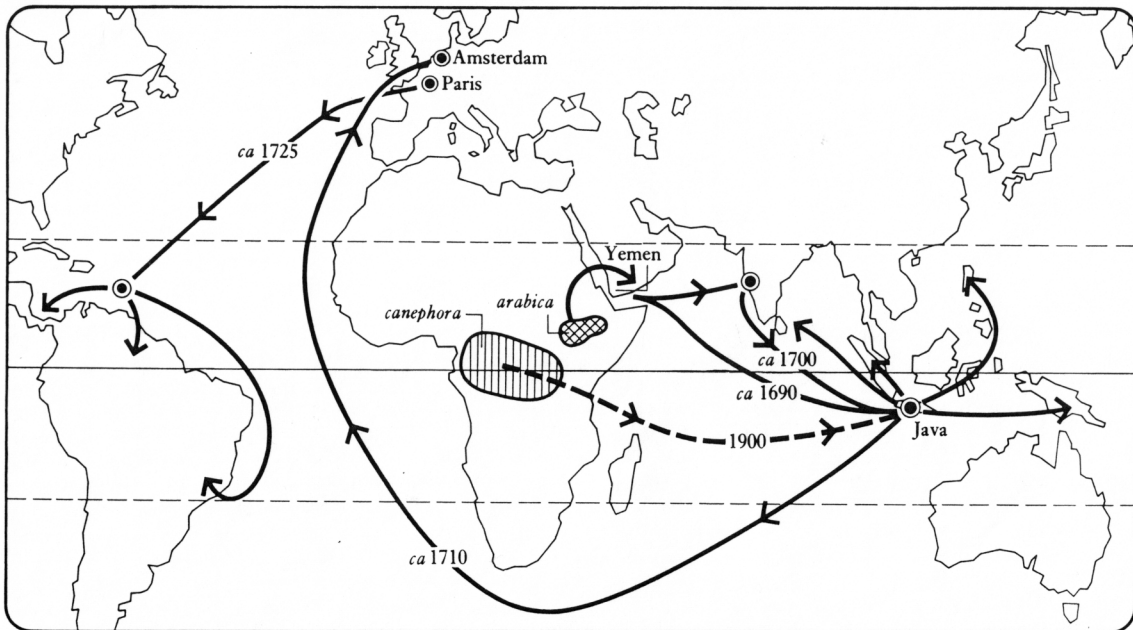 Amsterdam
Paris
ca 1725
Yemen
arabica
canephora
ca 1700
ca 1690
Java
1900
ca 1710